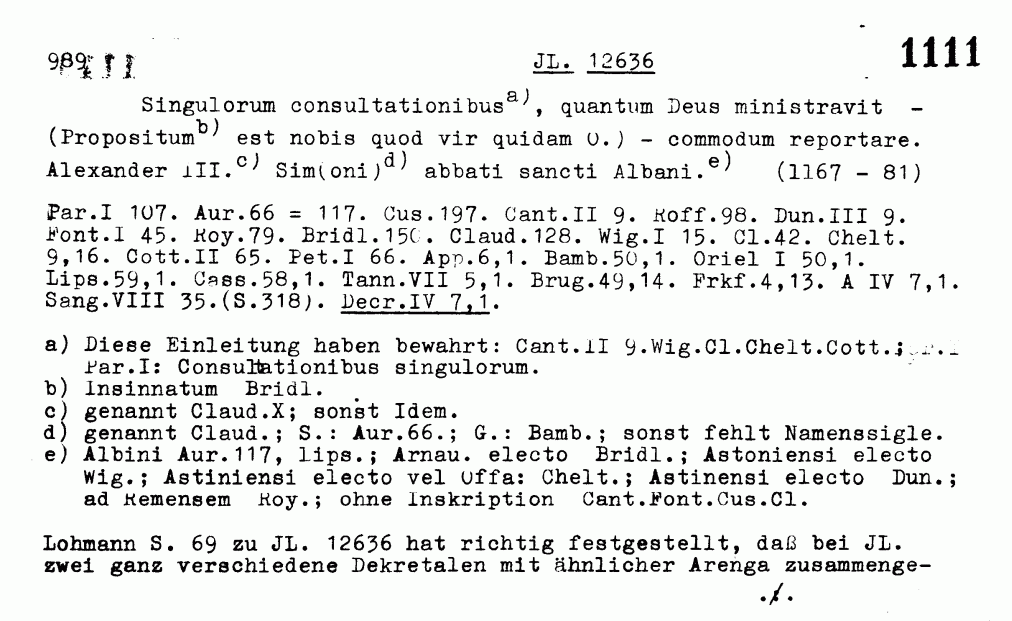 989 JL. 12636 1111
Singulorum consultationibus a), quantum Deus ministravit -
(Propositum b) est nobis quod vir quidam O.) - commodum reportare.
Alexander III. c) Sim(oni) d) abbati sancti Albani. e) (1167 - 81)
Par.I 107. Aur.66 = 117. Cus.197. Cant.II 9. Roff.98. Dun.III 9.
Font.I 45. Roy.79. Bridl.150. Claud.128. Wig.I 15. Cl.42. Chelt.
9,16. Cott.II 65. Pet.I 66. App.6,1. Bamb.50,1. Oriel I 50,1.
Lips.59,1. Cass.58,1. Tann.VII 5,1. Brug.49,14. Frkf.4,13. A IV 7,1.
Sang.VIII 35.(S.318). Decr.IV 7,1.
a) Diese Einleitung haben bewahrt: Cant.II 9.Wig.Cl.Chelt.Cott.;
Par.I: Consultationibus singulorum.
b) Insinnatum Bridl.
c) genannt Claud.X; sonst Idem.
d) genannt Claud.; S.: Aur.66.; G.: Bamb.; sonst fehlt Namenssigle.
e) Albini Aur.117, lips.; Arnau. electo Bridl.; Astoniensi electo
Wig.; Astiniensi electo vel Offa: Chelt.; Astinensi electo Dun.;
ad Remensem Roy.; ohne Inskription Cant.Font.Cus.Cl.
Lohmann S. 69 zu JL. 12636 hat richtig festgestellt, daß bei JL.
zwei ganz verschiedene Dekretalen mit ähnlicher Arenga zusammenge-
./.